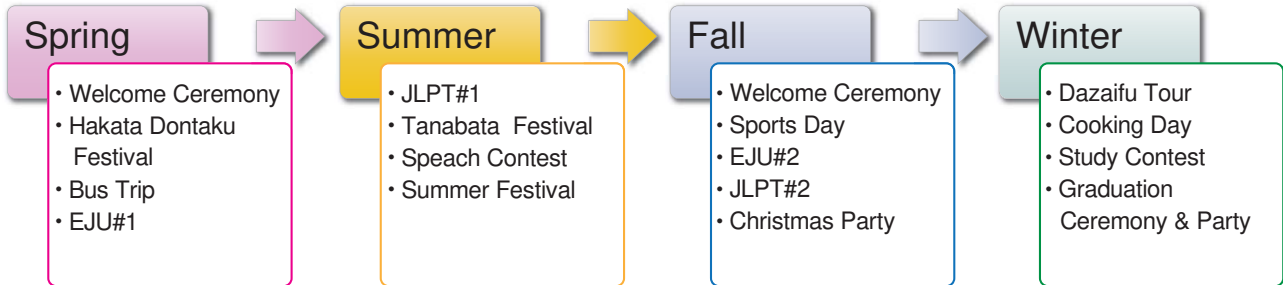 Spring
・Welcome Ceremony
・Hakata Dontaku
Festival
・Bus Trip
・EJU#1
Summer
・JLPT#1
・Tanabata Festival
・Speach Contest
・Summer Festival
Fall
・Welcome Ceremony
・Sports Day
・EJU#2
・JLPT#2
・Christmas Party
Winter
・Dazaifu Tour
・Cooking Day
・Study Contest
・Graduation
Ceremony & Party